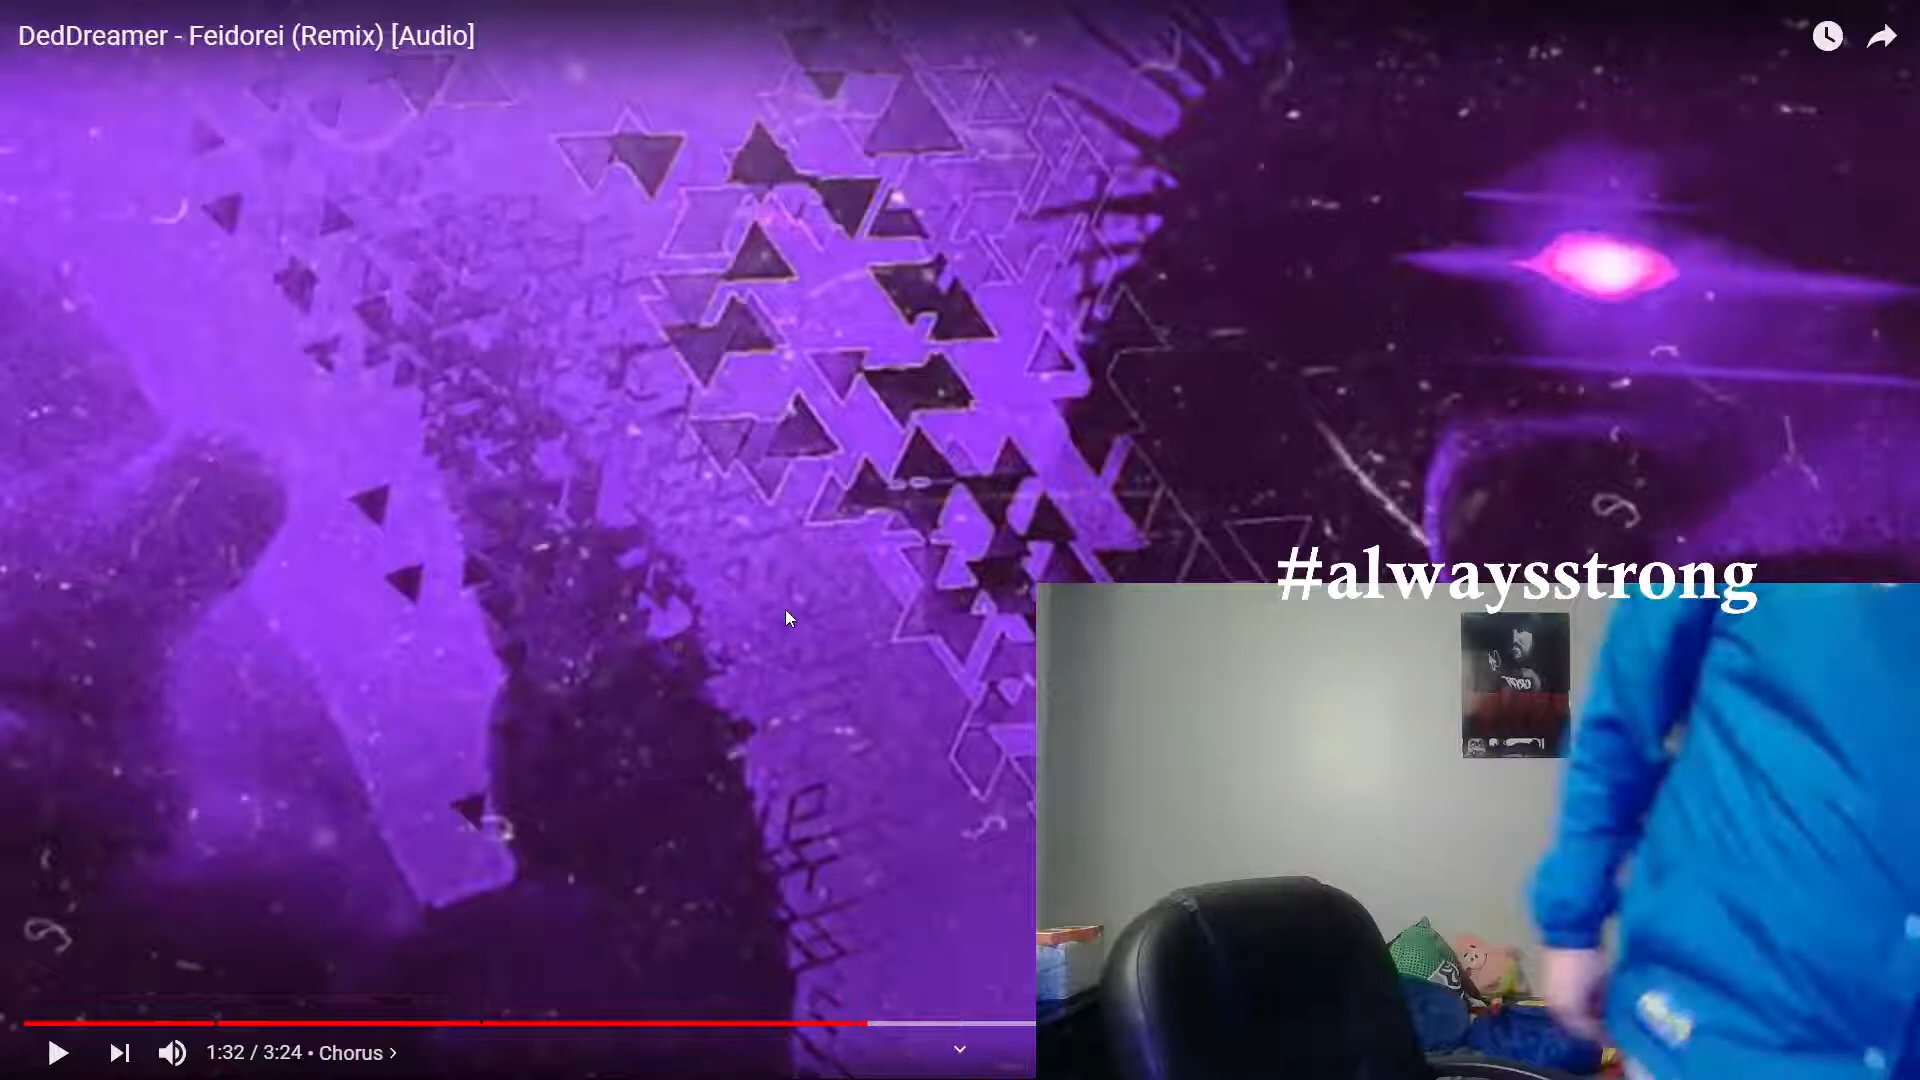 DedDreamer - Feidorei (Remix) [Audio]
#alwaysstrong
1:32 / 3:24 • Chorus